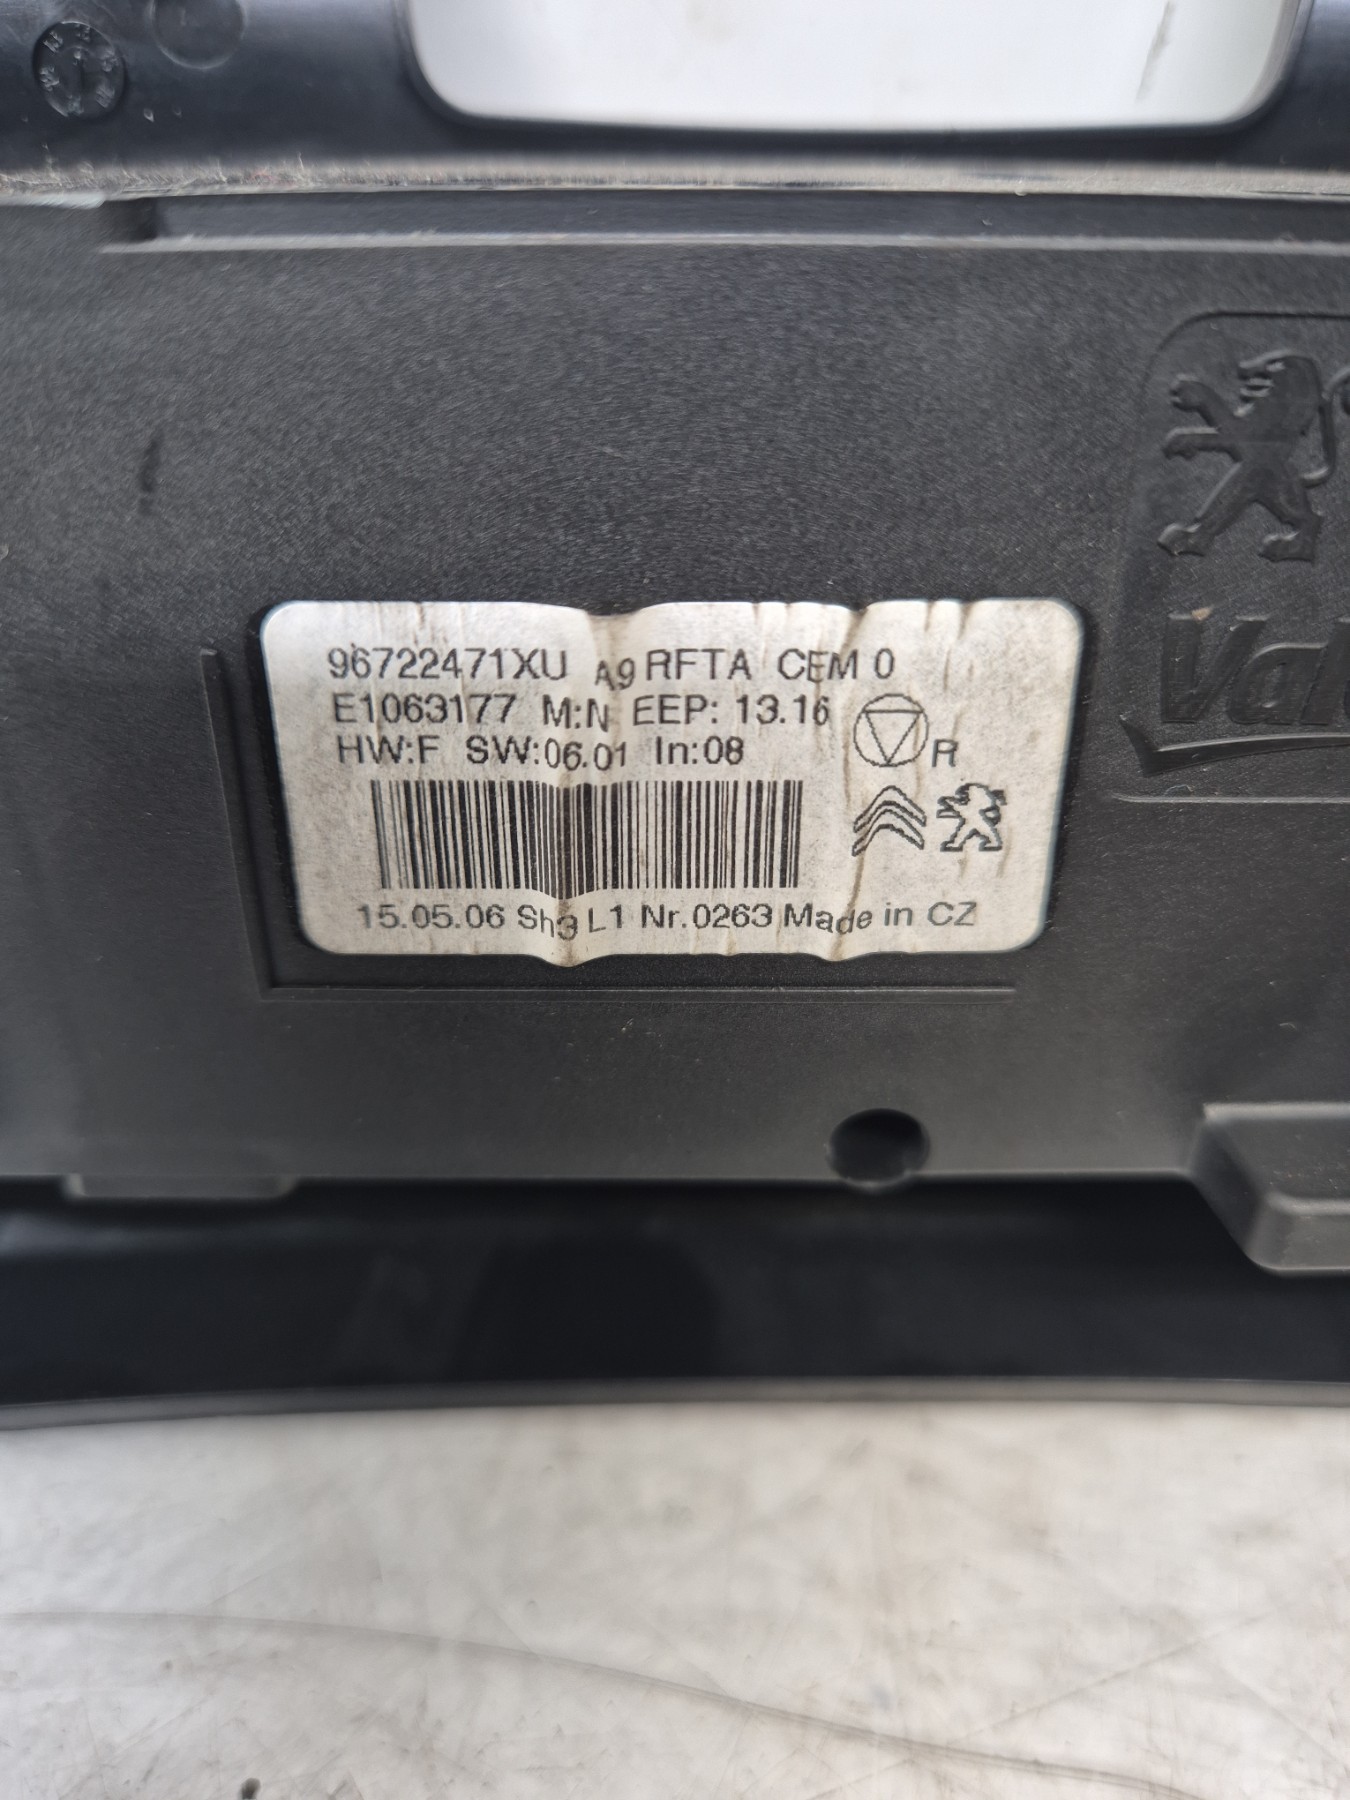 96722471XU A9 RFTA CEM 0
E1063177 M:N EEP: 13.16
HW:F SW:06.01 In:08 R
15.05.06 Sh3 L1 Nr.0263 Made in CZ